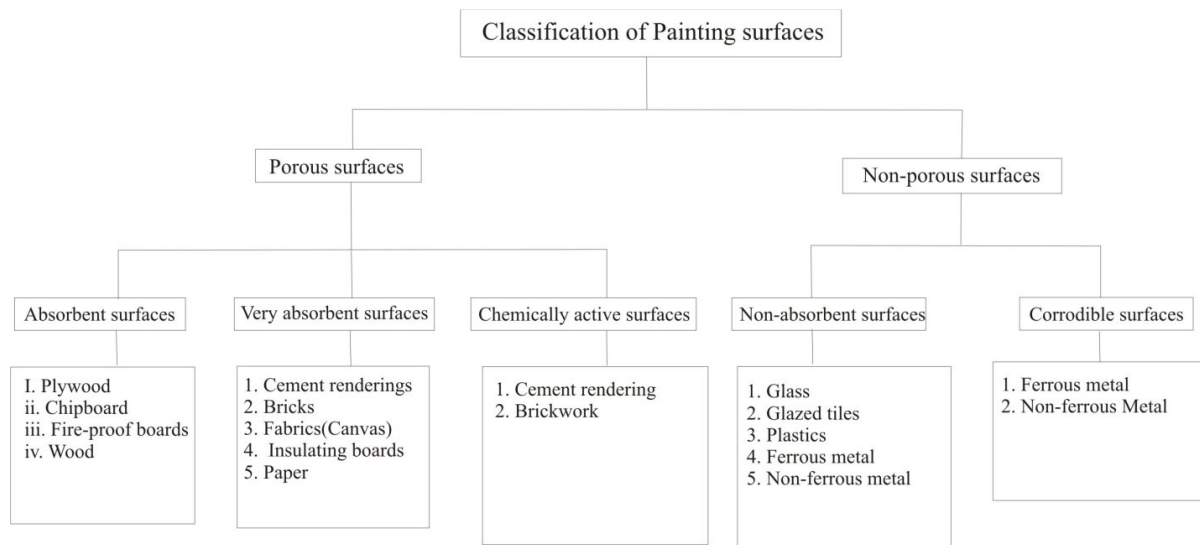 Classification of Painting surfaces
Porous surfaces
Non-porous surfaces
Absorbent surfaces
Very absorbent surfaces
Chemically active surfaces
Non-absorbent surfaces
Corrodible surfaces
I. Plywood
ii. Chipboard
iii. Fire-proof boards
iv. Wood
1. Cement renderings
2. Bricks
3. Fabrics(Canvas)
4. Insulating boards
5. Paper
1. Cement rendering
2. Brickwork
1. Glass
2. Glazed tiles
3. Plastics
4. Ferrous metal
5. Non-ferrous metal
1. Ferrous metal
2. Non-ferrous Metal